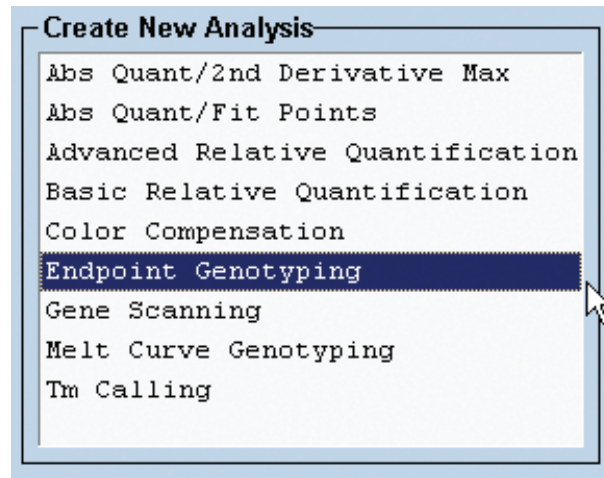 Create New Analysis
Abs Quant/2nd Derivative Max
Abs Quant/Fit Points
Advanced Relative Quantification
Basic Relative Quantification
Color Compensation
Endpoint Genotyping
Gene Scanning
Melt Curve Genotyping
Tm Calling